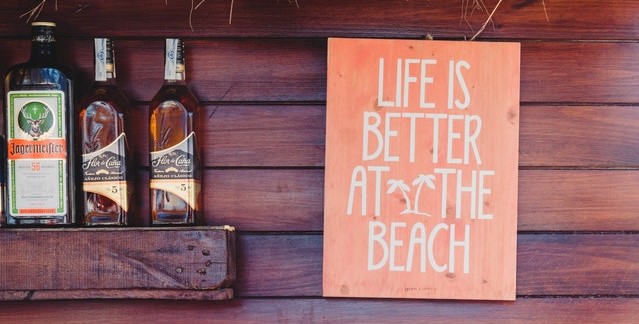 Jägermeister
56
Flor de Caña
AÑEJO CLÁSICO
5
Flor de Caña
AÑEJO CLÁSICO
5
LIFE IS
BETTER
AT THE
BEACH